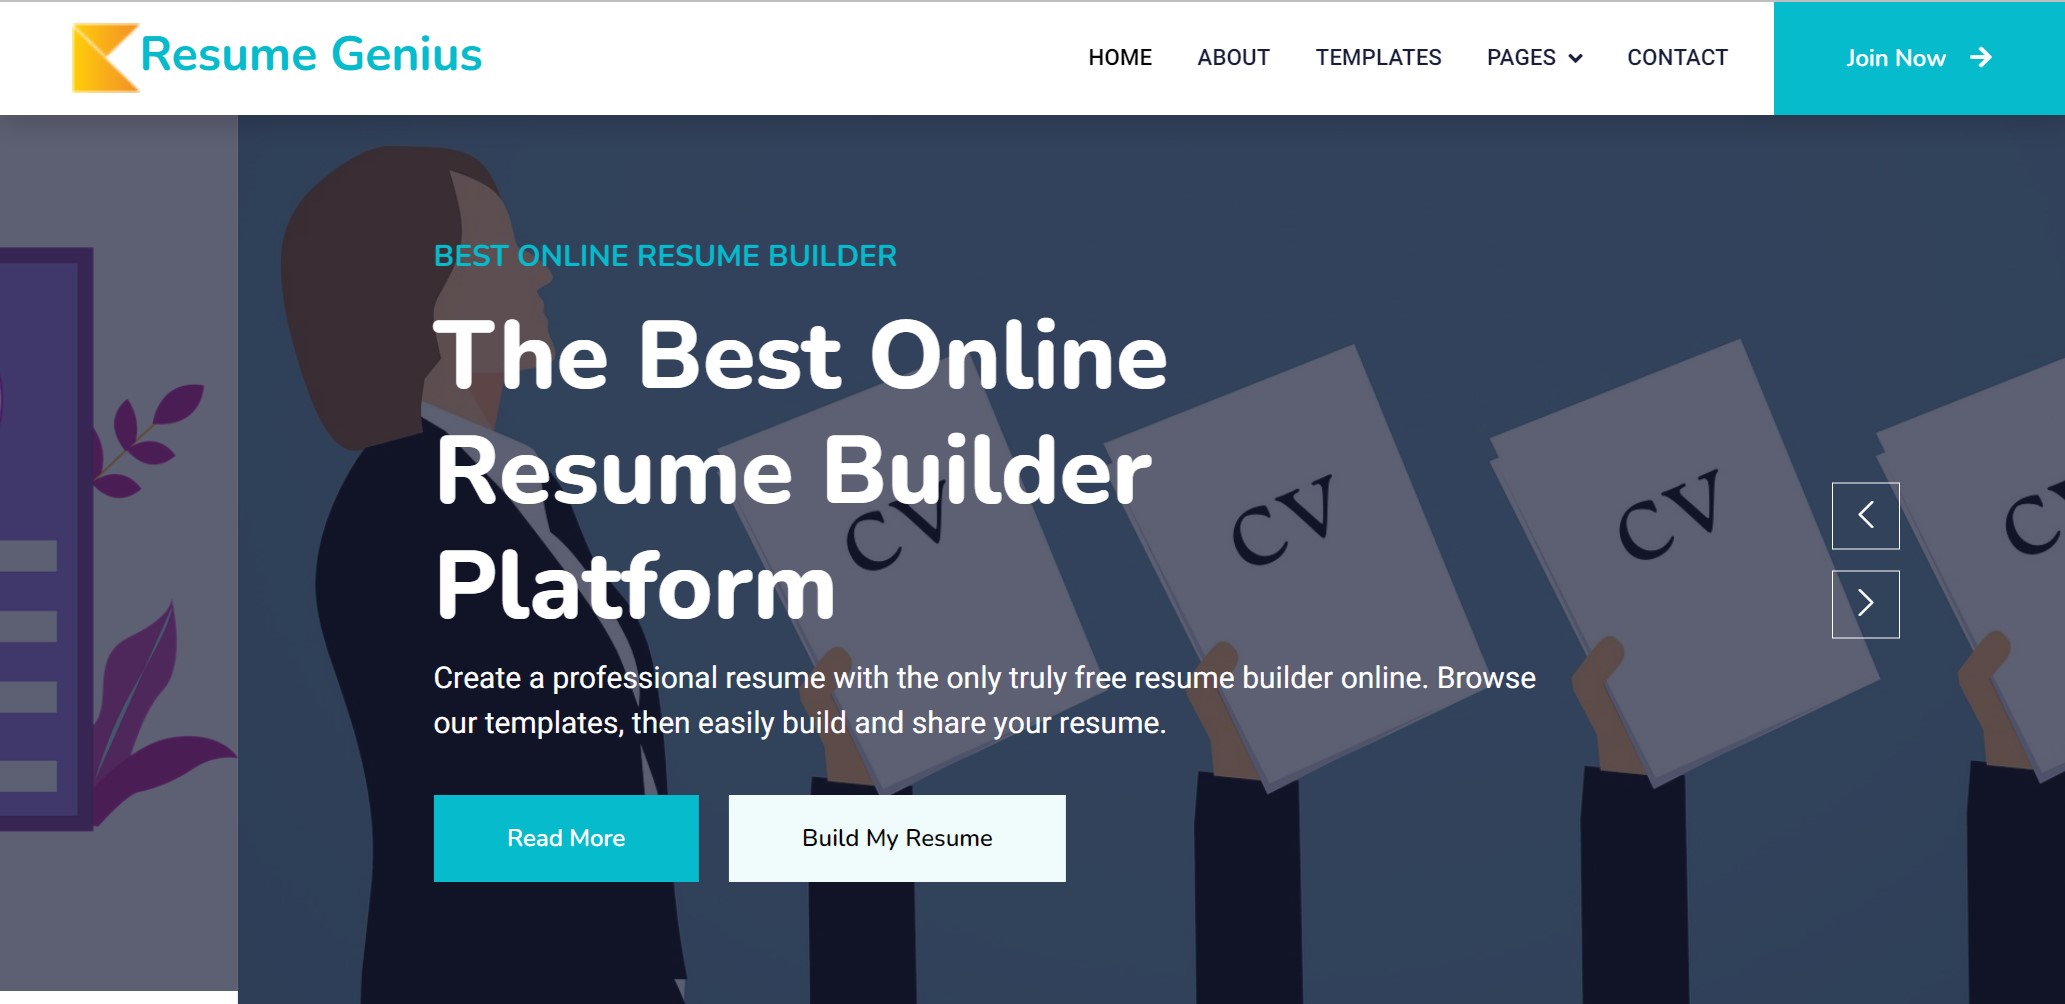 Resume Genius
HOME ABOUT TEMPLATES PAGES CONTACT Join Now
BEST ONLINE RESUME BUILDER
The Best Online
Resume Builder
Platform
CV CV CV CV
Create a professional resume with the only truly free resume builder online. Browse
our templates, then easily build and share your resume.
Read More Build My Resume